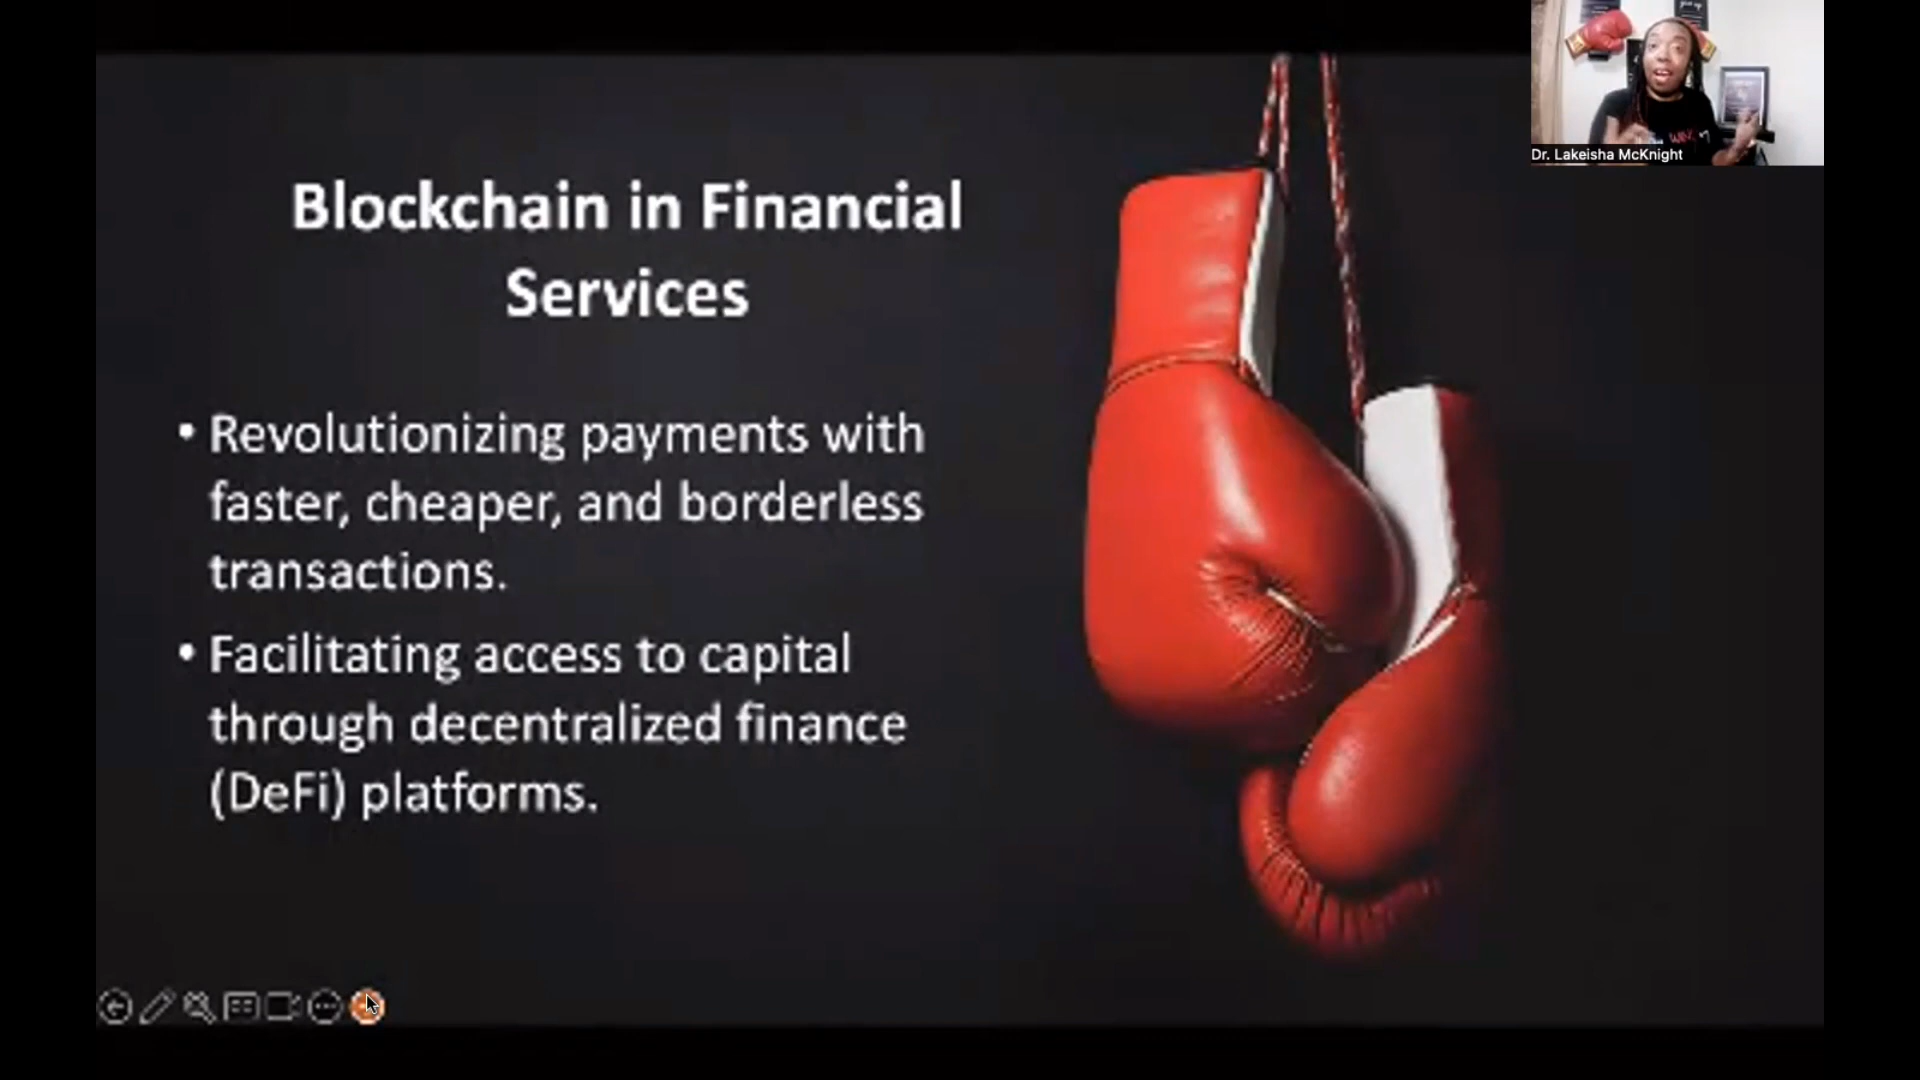 Dr. Lakeisha McKnight
Blockchain in Financial
Services
• Revolutionizing payments with
faster, cheaper, and borderless
transactions.
• Facilitating access to capital
through decentralized finance
(DeFi) platforms.